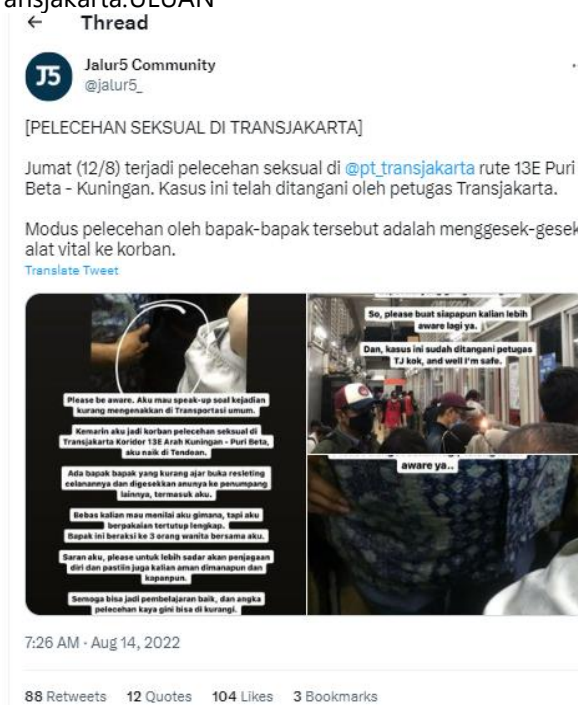 ansjakarta.ULUAN
← Thread
J5
Jalur5 Community
@jalur5_
[PELECEHAN SEKSUAL DI TRANSJAKARTA]
Jumat (12/8) terjadi pelecehan seksual di @pt_transjakarta rute 13E Puri
Beta - Kuningan. Kasus ini telah ditangani oleh petugas Transjakarta.
Modus pelecehan oleh bapak-bapak tersebut adalah menggesek-gesek
alat vital ke korban.
Translate Tweet
Please be aware. Aku mau speak-up soal kejadian
kurang mengenakkan di Transportasi umum.
Kemarin aku jadi korban pelecehan seksual di
Transjakarta Koridor 13E Arah Kuningan - Puri Beta,
aku naik di Tendean.
Ada bapak bapak yang kurang ajar buka resleting
celanannya dan digesekkan anunya ke penumpang
lainnya, termasuk aku.
Bebas kalian mau menilai aku gimana, tapi aku
berpakaian tertutup lengkap.
Bapak ini beraksi ke 3 orang wanita bersama aku.
Saran aku, please untuk lebih sadar akan penjagaan
diri dan pastiin juga kalian aman dimanapun dan
kapanpun.
Semoga bisa jadi pembelajaran baik, dan angka
pelecehan kaya gini bisa di kurangi.
So, please buat siapapun kalian lebih
aware lagi ya.
Dan, kasus ini sudah ditangani petugas
TJ kok, and well I'm safe.
aware ya..
7:26 AM · Aug 14, 2022
88 Retweets 12 Quotes 104 Likes 3 Bookmarks